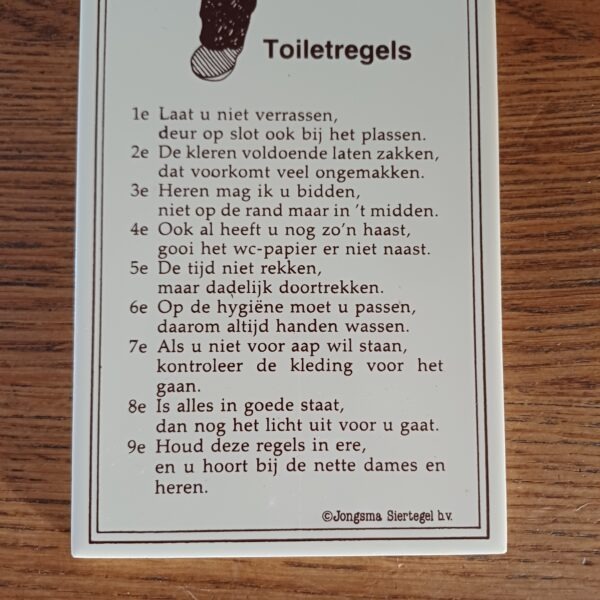 Toiletregels
1e Laat u niet verrassen,
deur op slot ook bij het plassen.
2e De kleren voldoende laten zakken,
dat voorkomt veel ongemakken.
3e Heren mag ik u bidden,
niet op de rand maar in 't midden.
4e Ook al heeft u nog zo'n haast,
gooi het wc-papier er niet naast.
5e De tijd niet rekken,
maar dadelijk doortrekken.
6e Op de hygiëne moet u passen,
daarom altijd handen wassen.
7e Als u niet voor aap wil staan,
kontroleer de kleding voor het
gaan.
8e Is alles in goede staat,
dan nog het licht uit voor u gaat.
9e Houd deze regels in ere,
en u hoort bij de nette dames en
heren.
©Jongsma Siertegel b.v.